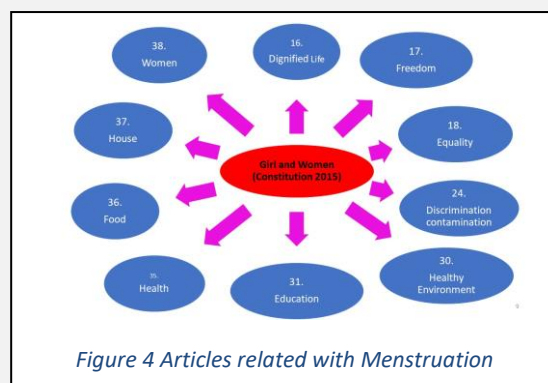 38.
Women
16.
Dignified Life
17.
Freedom
37.
House
18.
Equality
Girl and Women
(Constitution 2015)
36.
Food
24.
Discrimination
contamination
35.
Health
31.
Education
30.
Healthy
Environment
Figure 4 Articles related with Menstruation